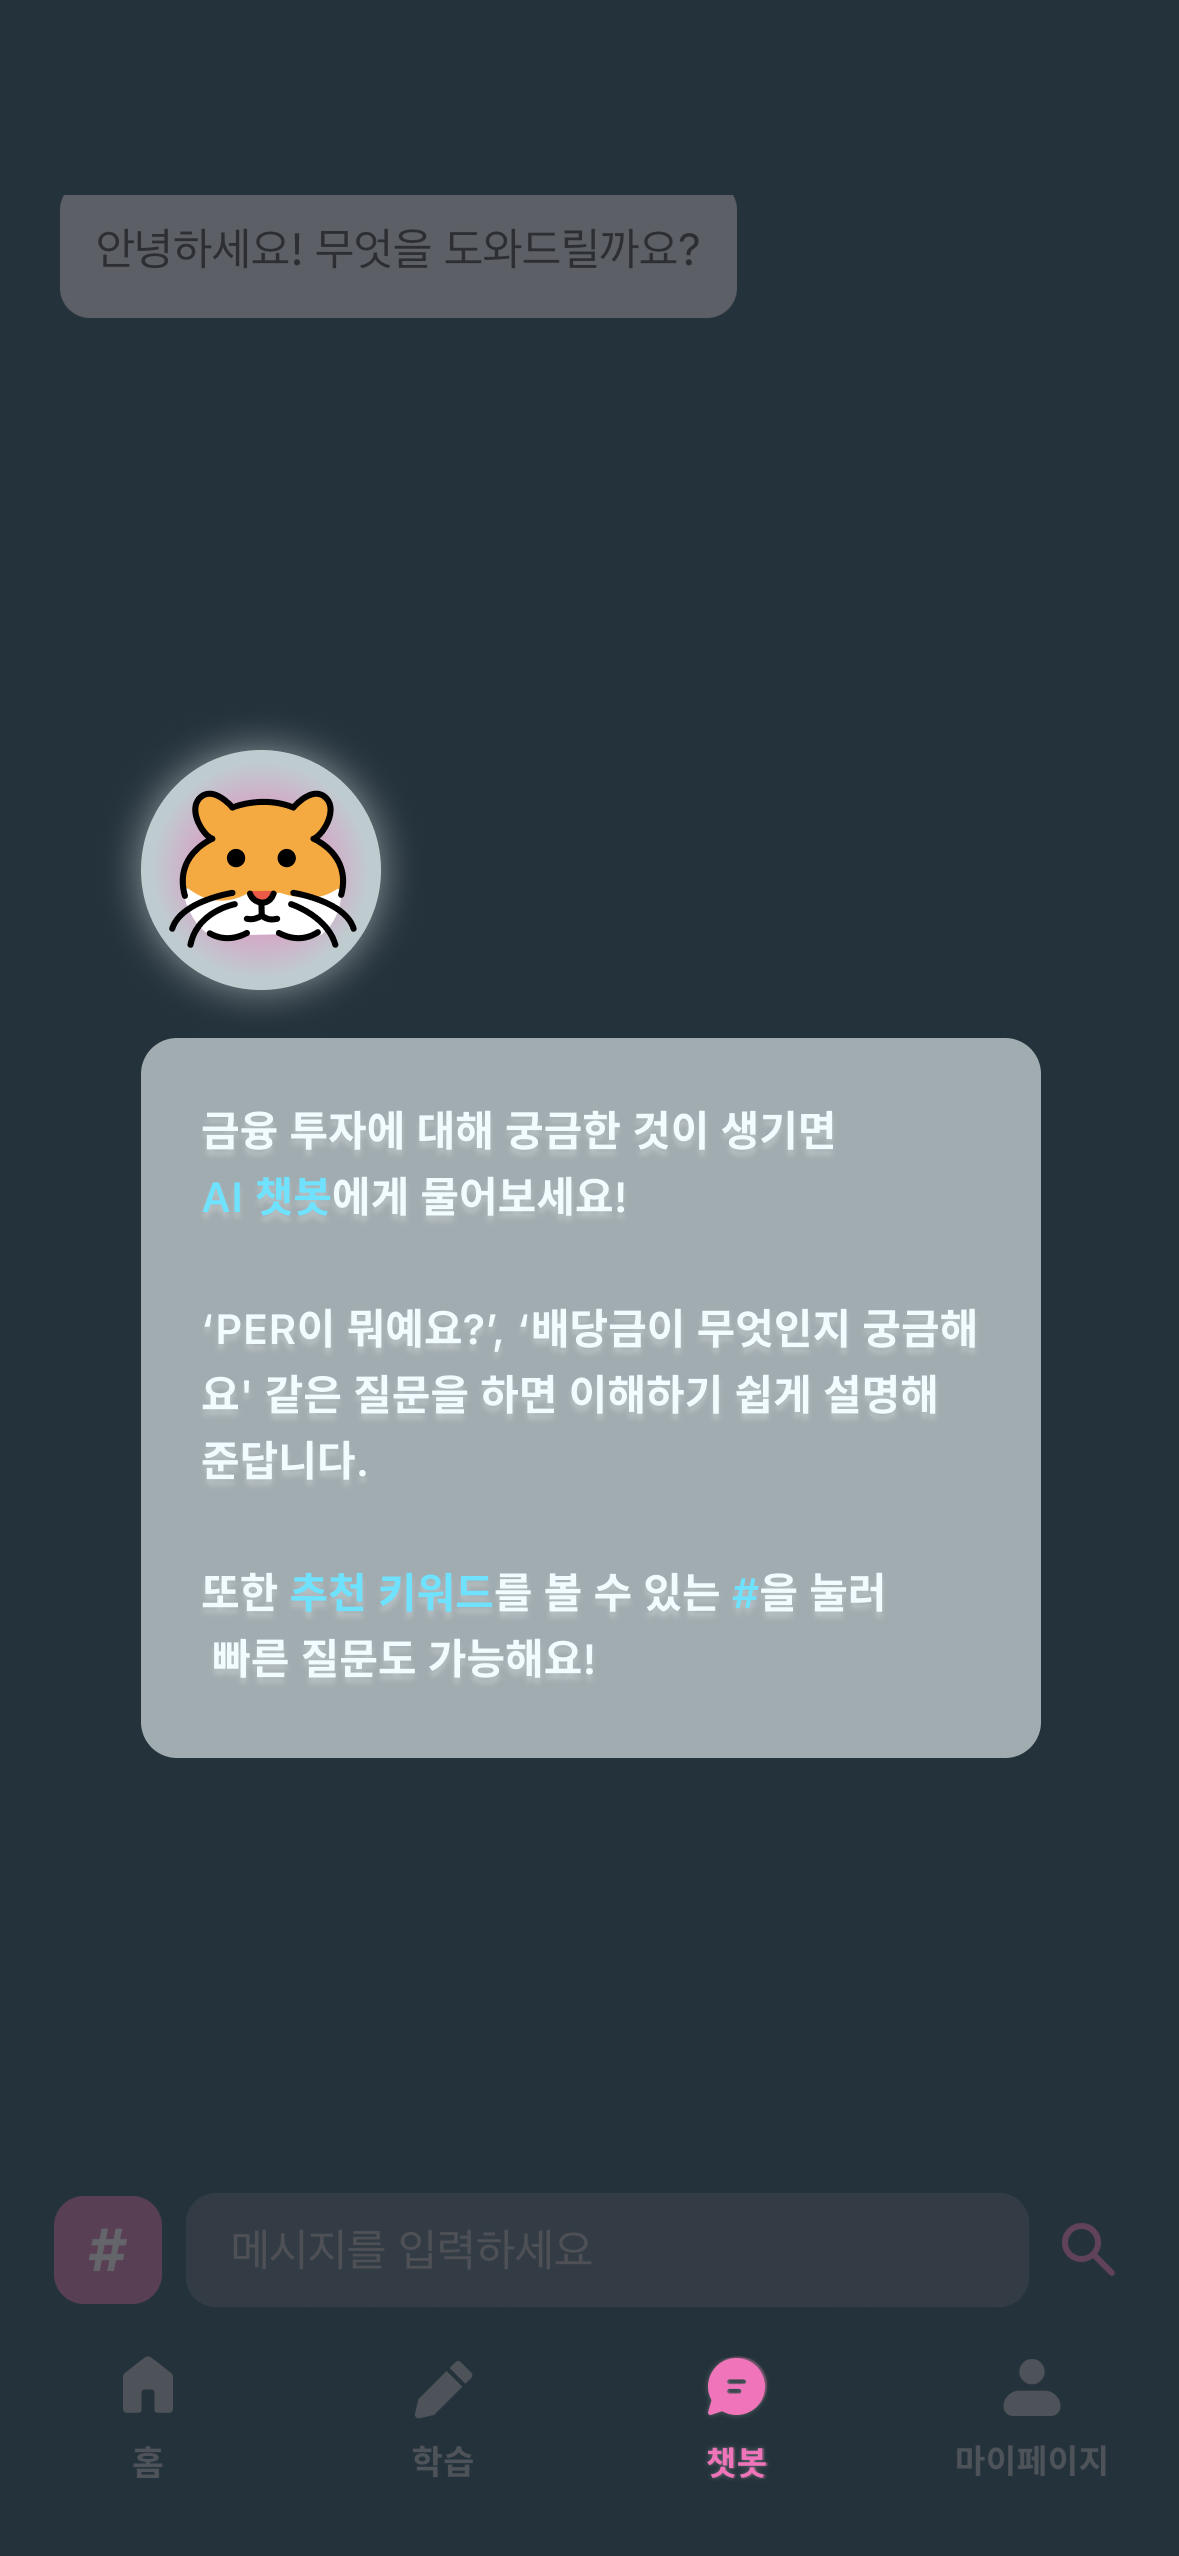 안녕하세요! 무엇을 도와드릴까요?
금융 투자에 대해 궁금한 것이 생기면
AI 챗봇에게 물어보세요!
‘PER이 뭐예요?’, ‘배당금이 무엇인지 궁금해
요' 같은 질문을 하면 이해하기 쉽게 설명해
준답니다.
또한 추천 키워드를 볼 수 있는 #을 눌러
빠른 질문도 가능해요!
# 메시지를 입력하세요
홈 학습 챗봇 마이페이지